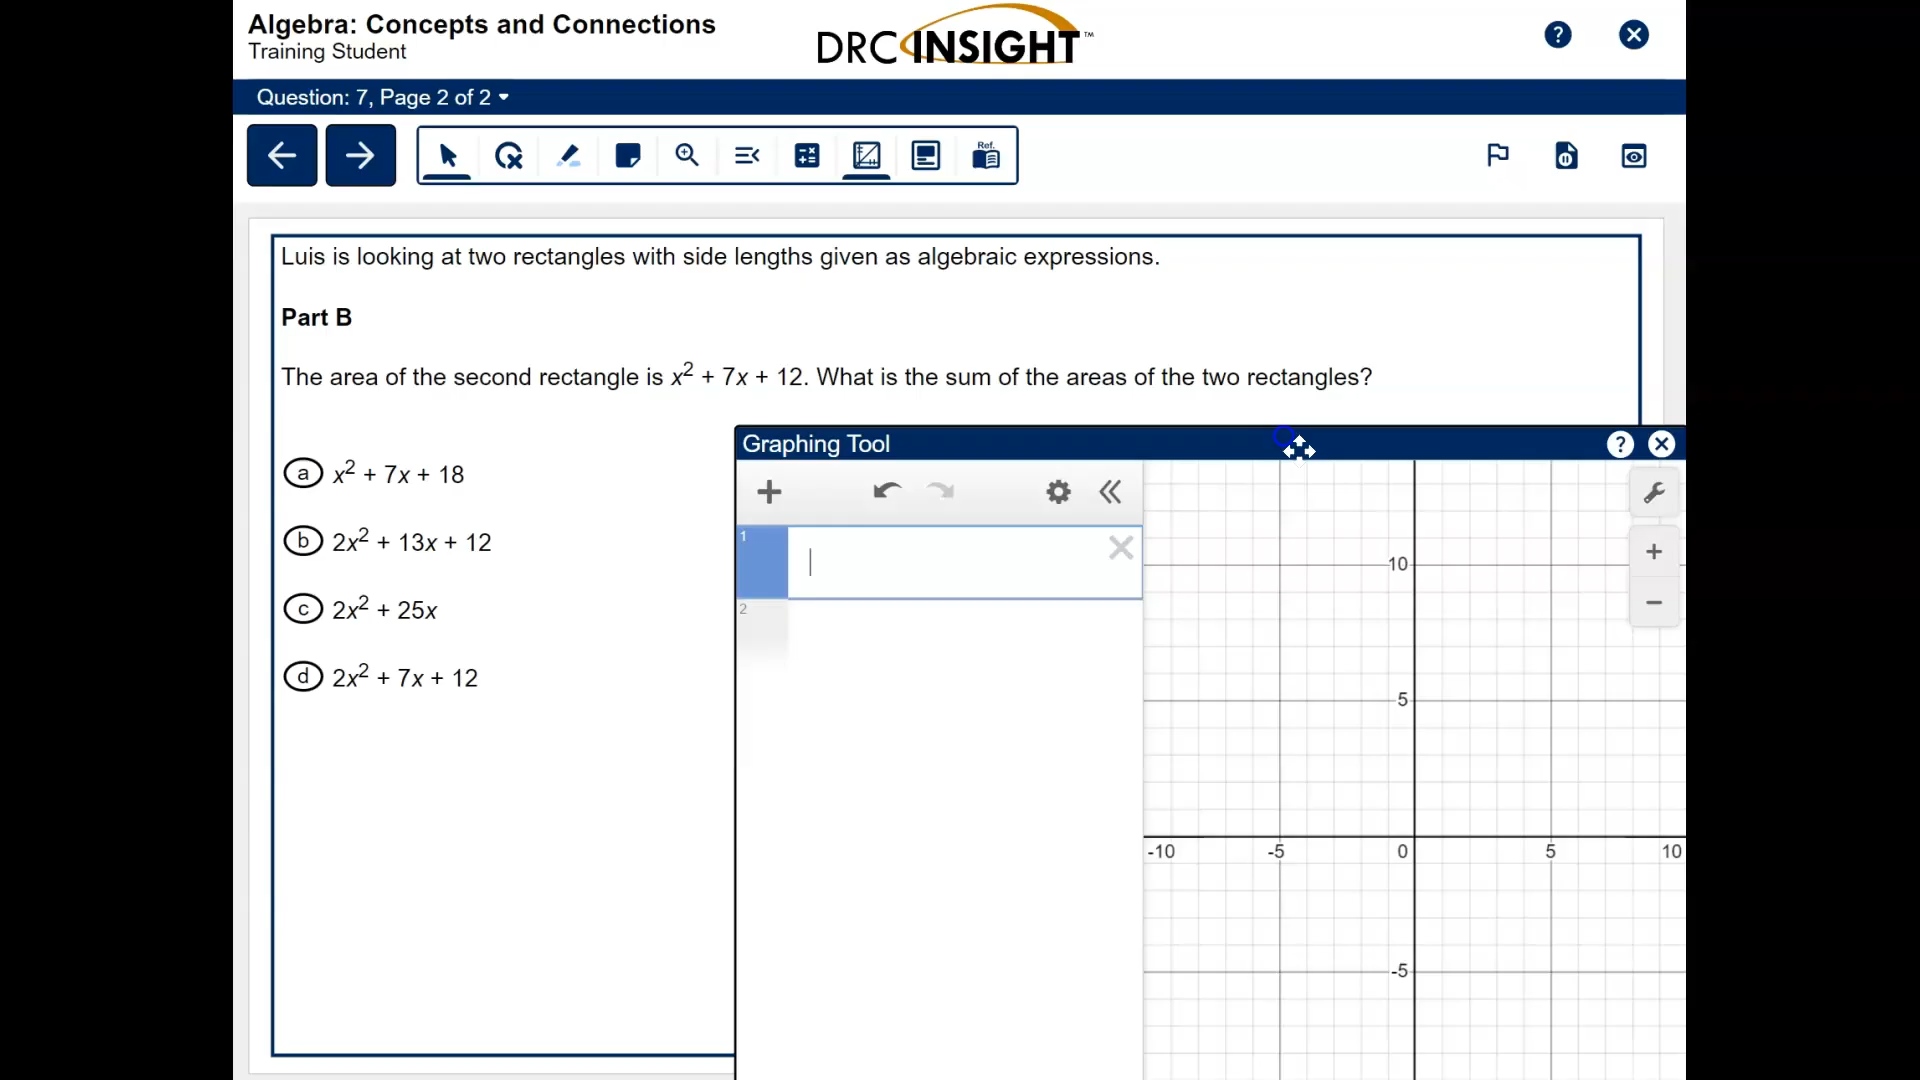 Algebra: Concepts and Connections
Training Student
DRC INSIGHT™
Question: 7, Page 2 of 2
Ref.
Luis is looking at two rectangles with side lengths given as algebraic expressions.
Part B
The area of the second rectangle is x² + 7x + 12. What is the sum of the areas of the two rectangles?
a x² + 7x + 18
b 2x² + 13x + 12
c 2x² + 25x
d 2x² + 7x + 12
Graphing Tool
1
2
10
5
-10 -5 0 5 10
-5